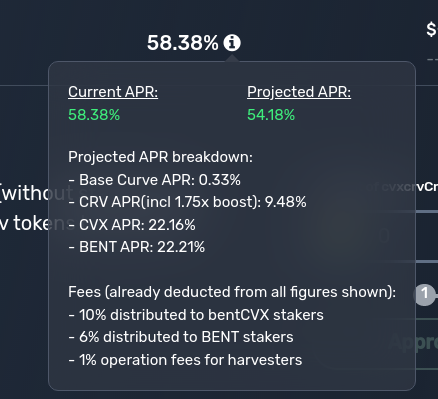 $
58.38%
Current APR: Projected APR:
58.38% 54.18%
Projected APR breakdown:
- Base Curve APR: 0.33%
- CRV APR(incl 1.75x boost): 9.48%
- CVX APR: 22.16%
- BENT APR: 22.21%
Fees (already deducted from all figures shown):
- 10% distributed to bentCVX stakers
- 6% distributed to BENT stakers
- 1% operation fees for harvesters
(without
v token
cvxcrvCr
1
Appro